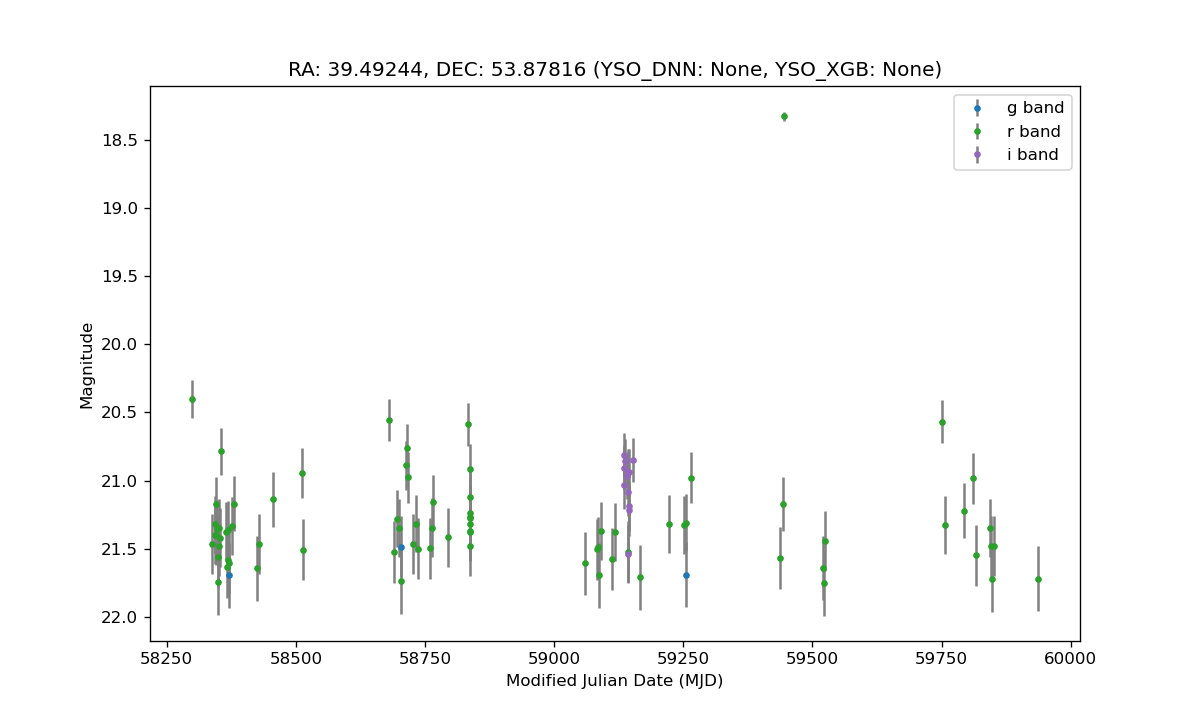 RA: 39.49244, DEC: 53.87816 (YSO_DNN: None, YSO_XGB: None)
g band
r band
i band
18.5
19.0
19.5
20.0
20.5
21.0
21.5
22.0
Magnitude
58250 58500 58750 59000 59250 59500 59750 60000
Modified Julian Date (MJD)